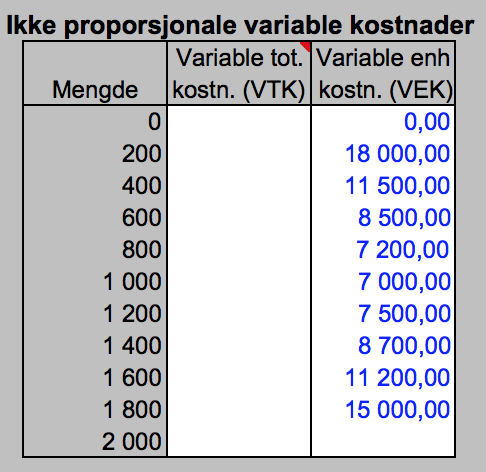 Ikke proporsjonale variable kostnader
Variable tot. Variable enh
Mengde kostn. (VTK) kostn. (VEK)
0 0,00
200 18 000,00
400 11 500,00
600 8 500,00
800 7 200,00
1 000 7 000,00
1 200 7 500,00
1 400 8 700,00
1 600 11 200,00
1 800 15 000,00
2 000